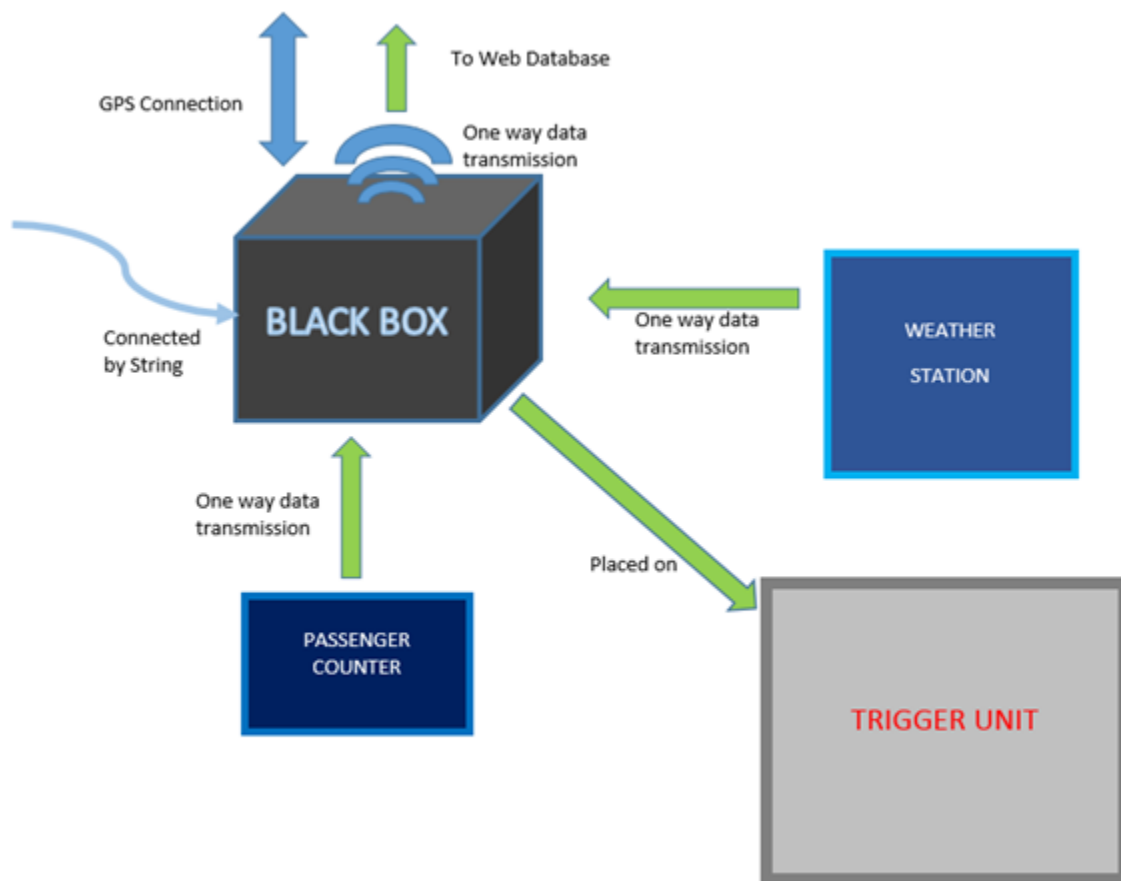 To Web Database
GPS Connection
One way data
transmission
BLACK BOX
Connected
by String
One way data
transmission
WEATHER
STATION
One way data
transmission
Placed on
PASSENGER
COUNTER
TRIGGER UNIT